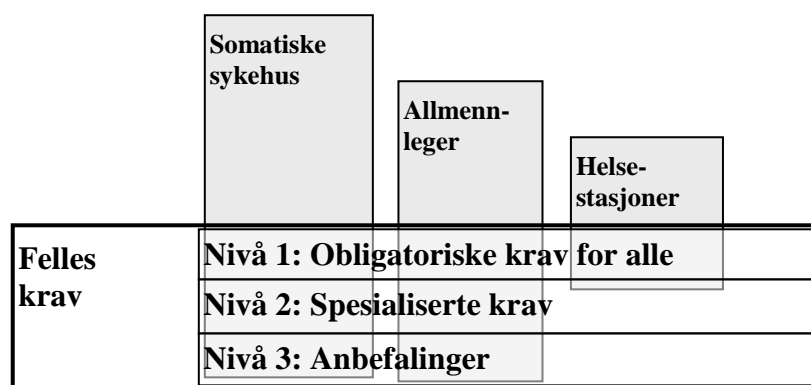 Somatiske
sykehus
Allmenn-
leger
Helse-
stasjoner
Felles
krav
Nivå 1: Obligatoriske krav for alle
Nivå 2: Spesialiserte krav
Nivå 3: Anbefalinger